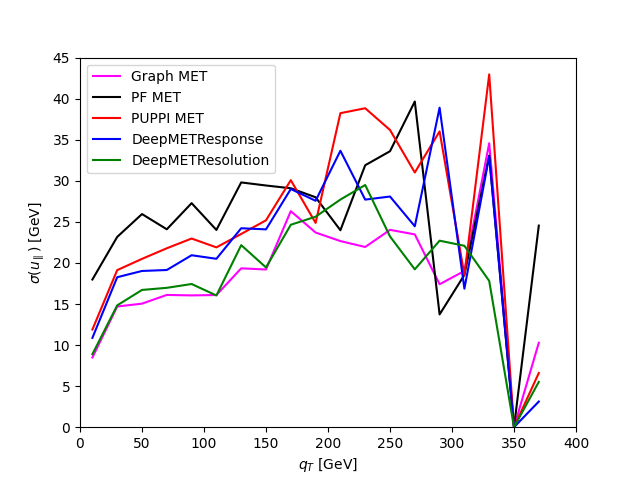 45
40
35
30
25
20
15
10
5
0
σ(u∥) [GeV]
Graph MET
PF MET
PUPPI MET
DeepMETResponse
DeepMETResolution
0 50 100 150 200 250 300 350 400
qT [GeV]